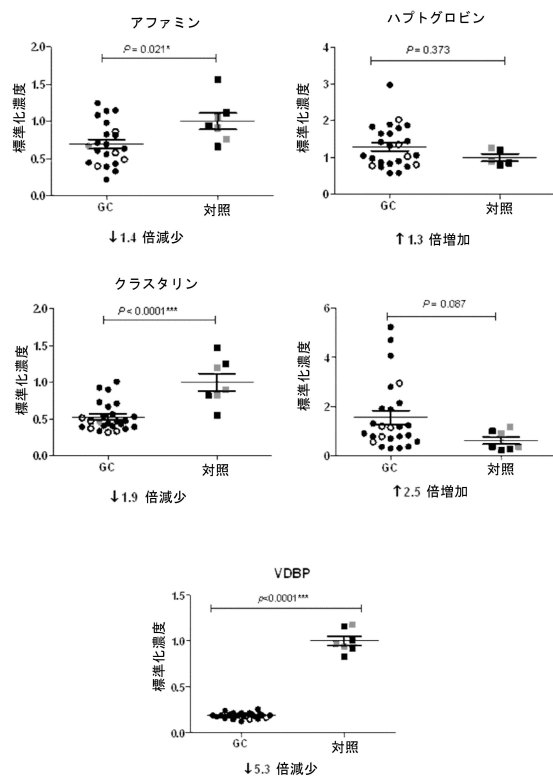 アファミン
P = 0.021*
標準化濃度
2.0
1.5
1.0
0.5
0.0
GC
対照
↓1.4 倍減少
ハプトグロビン
P = 0.373
標準化濃度
4
3
2
1
0
GC
対照
↑1.3 倍増加
クラスタリン
P < 0.0001***
標準化濃度
2.0
1.5
1.0
0.5
0.0
GC
対照
↓1.9 倍減少
P = 0.087
標準化濃度
6
4
2
0
GC
対照
↑2.5 倍増加
VDBP
p<0.0001***
標準化濃度
1.5
1.0
0.5
0.0
GC
対照
↓5.3 倍減少